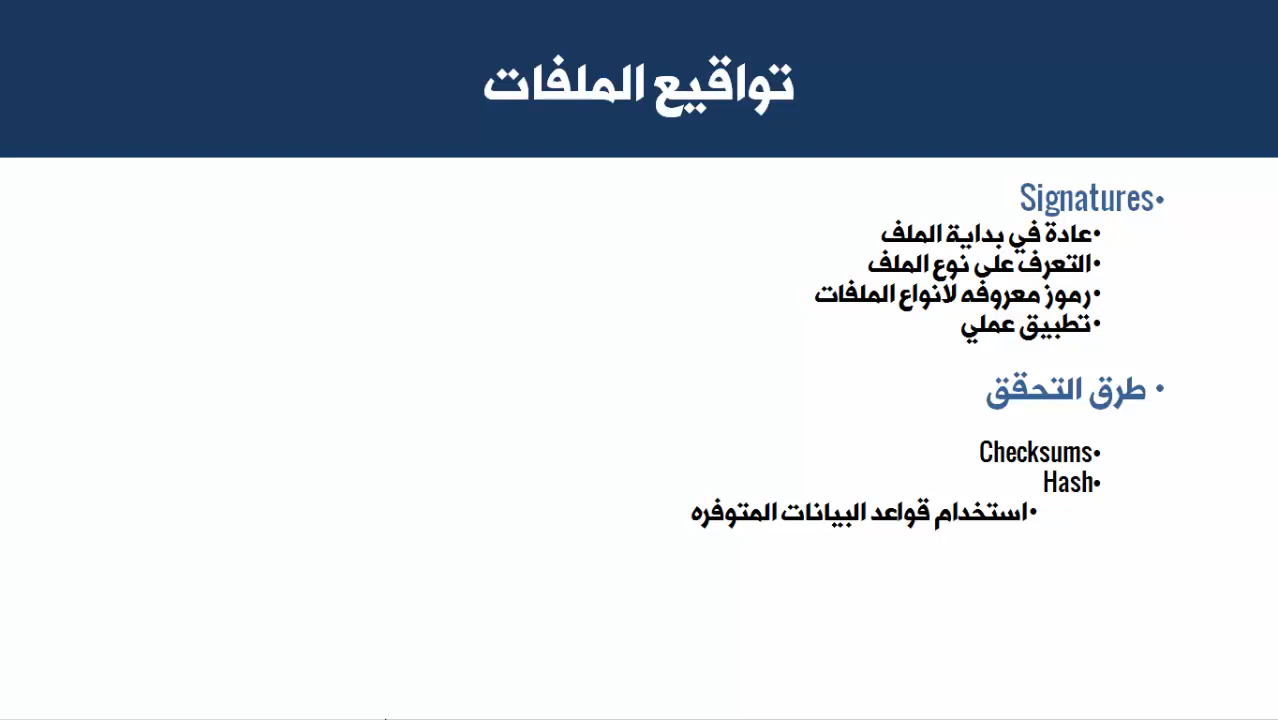 تواقيع الملفات
•Signatures
•عادة في بداية الملف
•التعرف على نوع الملف
•رموز معروفه لانواع الملفات
•تطبيق عملي
• طرق التحقق
•Checksums
•Hash
•استخدام قواعد البيانات المتوفره